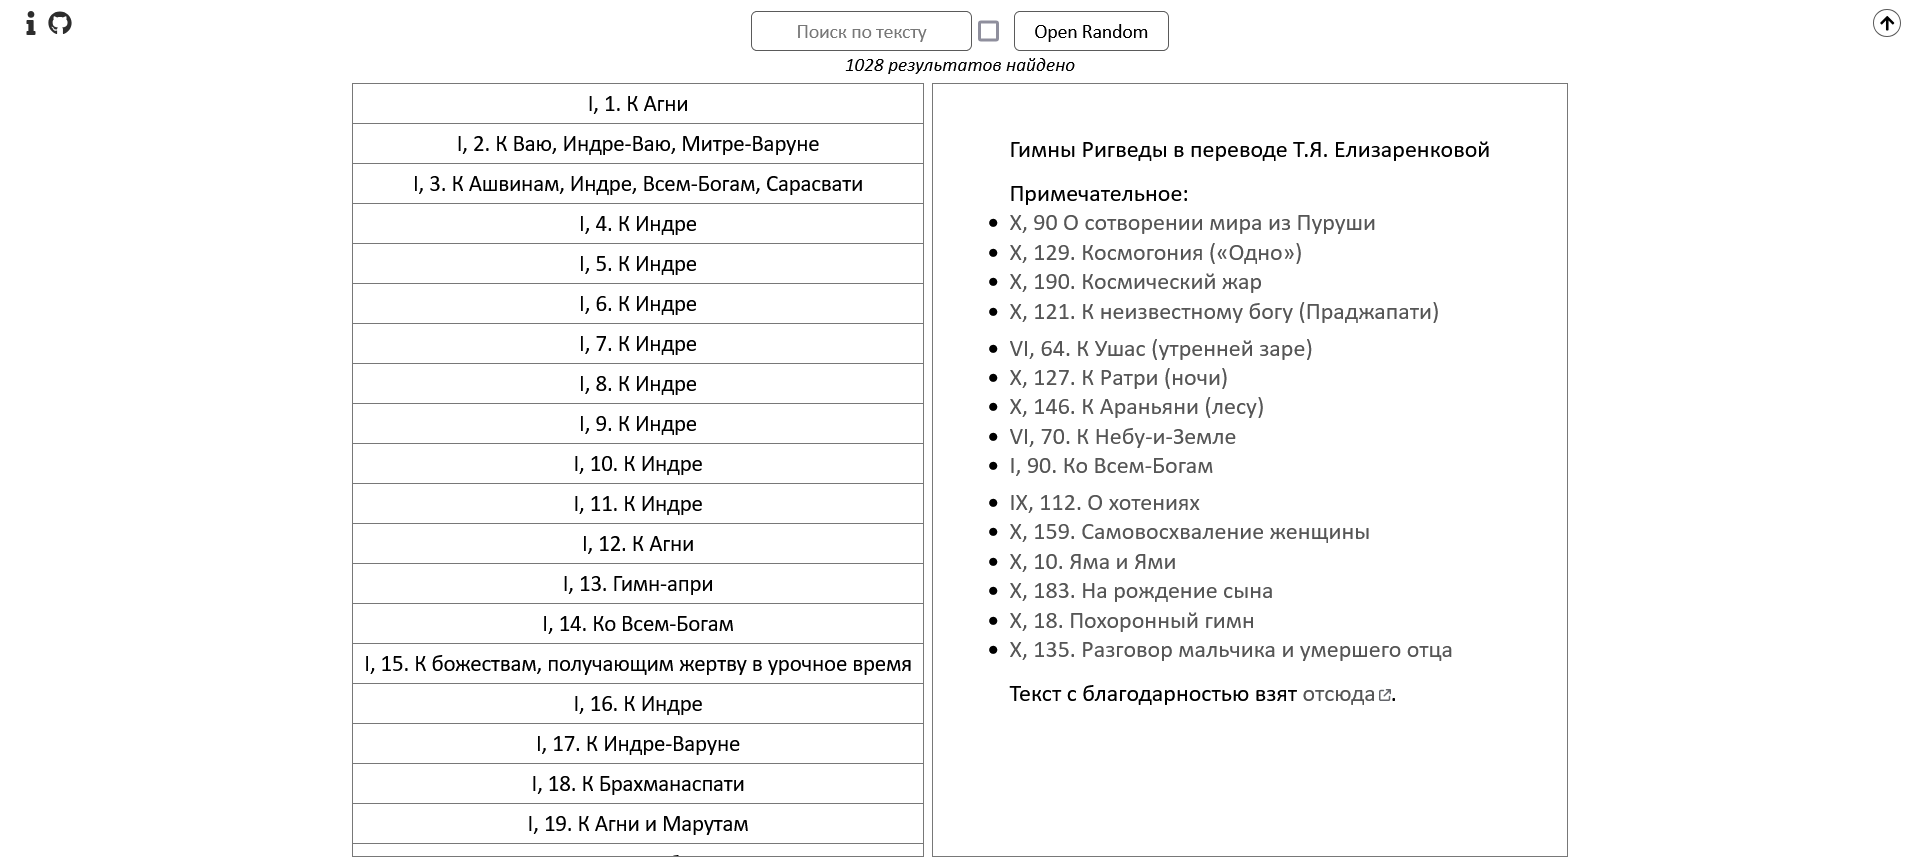 Поиск по тексту
Open Random
1028 результатов найдено
I, 1. К Агни
I, 2. К Ваю, Индре-Ваю, Митре-Варуне
I, 3. К Ашвинам, Индре, Всем-Богам, Сарасвати
I, 4. К Индре
I, 5. К Индре
I, 6. К Индре
I, 7. К Индре
I, 8. К Индре
I, 9. К Индре
I, 10. К Индре
I, 11. К Индре
I, 12. К Агни
I, 13. Гимн-апри
I, 14. Ко Всем-Богам
I, 15. К божествам, получающим жертву в урочное время
I, 16. К Индре
I, 17. К Индре-Варуне
I, 18. К Брахманаспати
I, 19. К Агни и Марутам
Гимны Ригведы в переводе Т.Я. Елизаренковой
Примечательное:
X, 90 О сотворении мира из Пуруши
X, 129. Космогония («Одно»)
X, 190. Космический жар
X, 121. К неизвестному богу (Праджапати)
VI, 64. К Ушас (утренней заре)
X, 127. К Ратри (ночи)
X, 146. К Араньяни (лесу)
VI, 70. К Небу-и-Земле
I, 90. Ко Всем-Богам
IX, 112. О хотениях
X, 159. Самовосхваление женщины
X, 10. Яма и Ями
X, 183. На рождение сына
X, 18. Похоронный гимн
X, 135. Разговор мальчика и умершего отца
Текст с благодарностью взят отсюда.